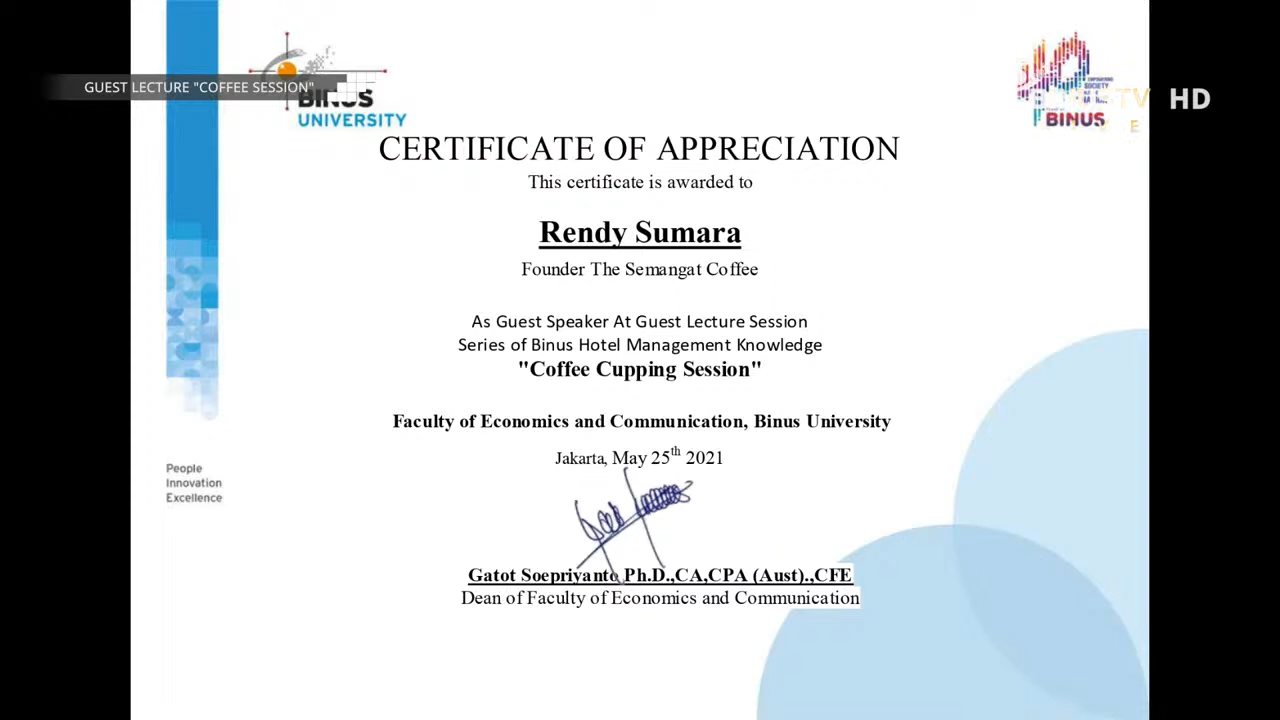 GUEST LECTURE "COFFEE SESSION"
BINUS
UNIVERSITY
SOCIETY
BINUS
TV
HD
CERTIFICATE OF APPRECIATION
This certificate is awarded to
Rendy Sumara
Founder The Semangat Coffee
As Guest Speaker At Guest Lecture Session
Series of Binus Hotel Management Knowledge
"Coffee Cupping Session"
Faculty of Economics and Communication, Binus University
Jakarta, May 25th 2021
People
Innovation
Excellence
Gatot Soepriyanto Ph.D.,CA,CPA (Aust).,CFE
Dean of Faculty of Economics and Communication